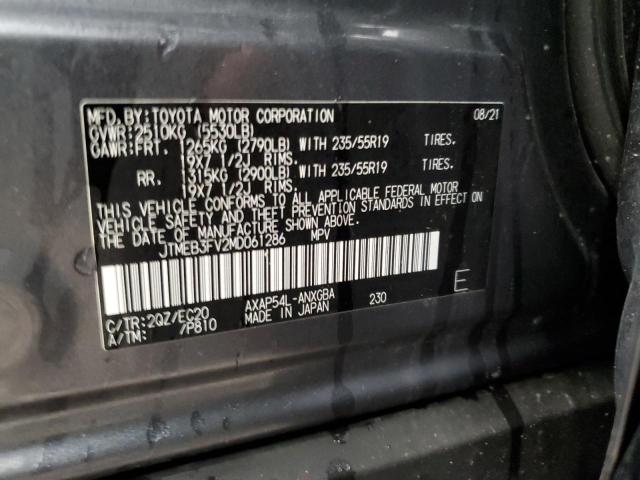 MFD. BY: TOYOTA MOTOR CORPORATION 08/21
GVWR: 2510KG (5530LB)
GAWR: FRT. 1265KG (2790LB) WITH 235/55R19 TIRES.
19X7 1/2J RIMS.
RR. 1315KG (2900LB) WITH 235/55R19 TIRES.
19X7 1/2J RIMS.
THIS VEHICLE CONFORMS TO ALL APPLICABLE FEDERAL MOTOR
VEHICLE SAFETY AND THEFT PREVENTION STANDARDS IN EFFECT ON
THE DATE OF MANUFACTURE SHOWN ABOVE.
JTMEB3FV2MD061286 MPV
C/TR: 2QZ/EC20 AXAP54L-ANXGBA 230 E
A/TM: /P810 MADE IN JAPAN